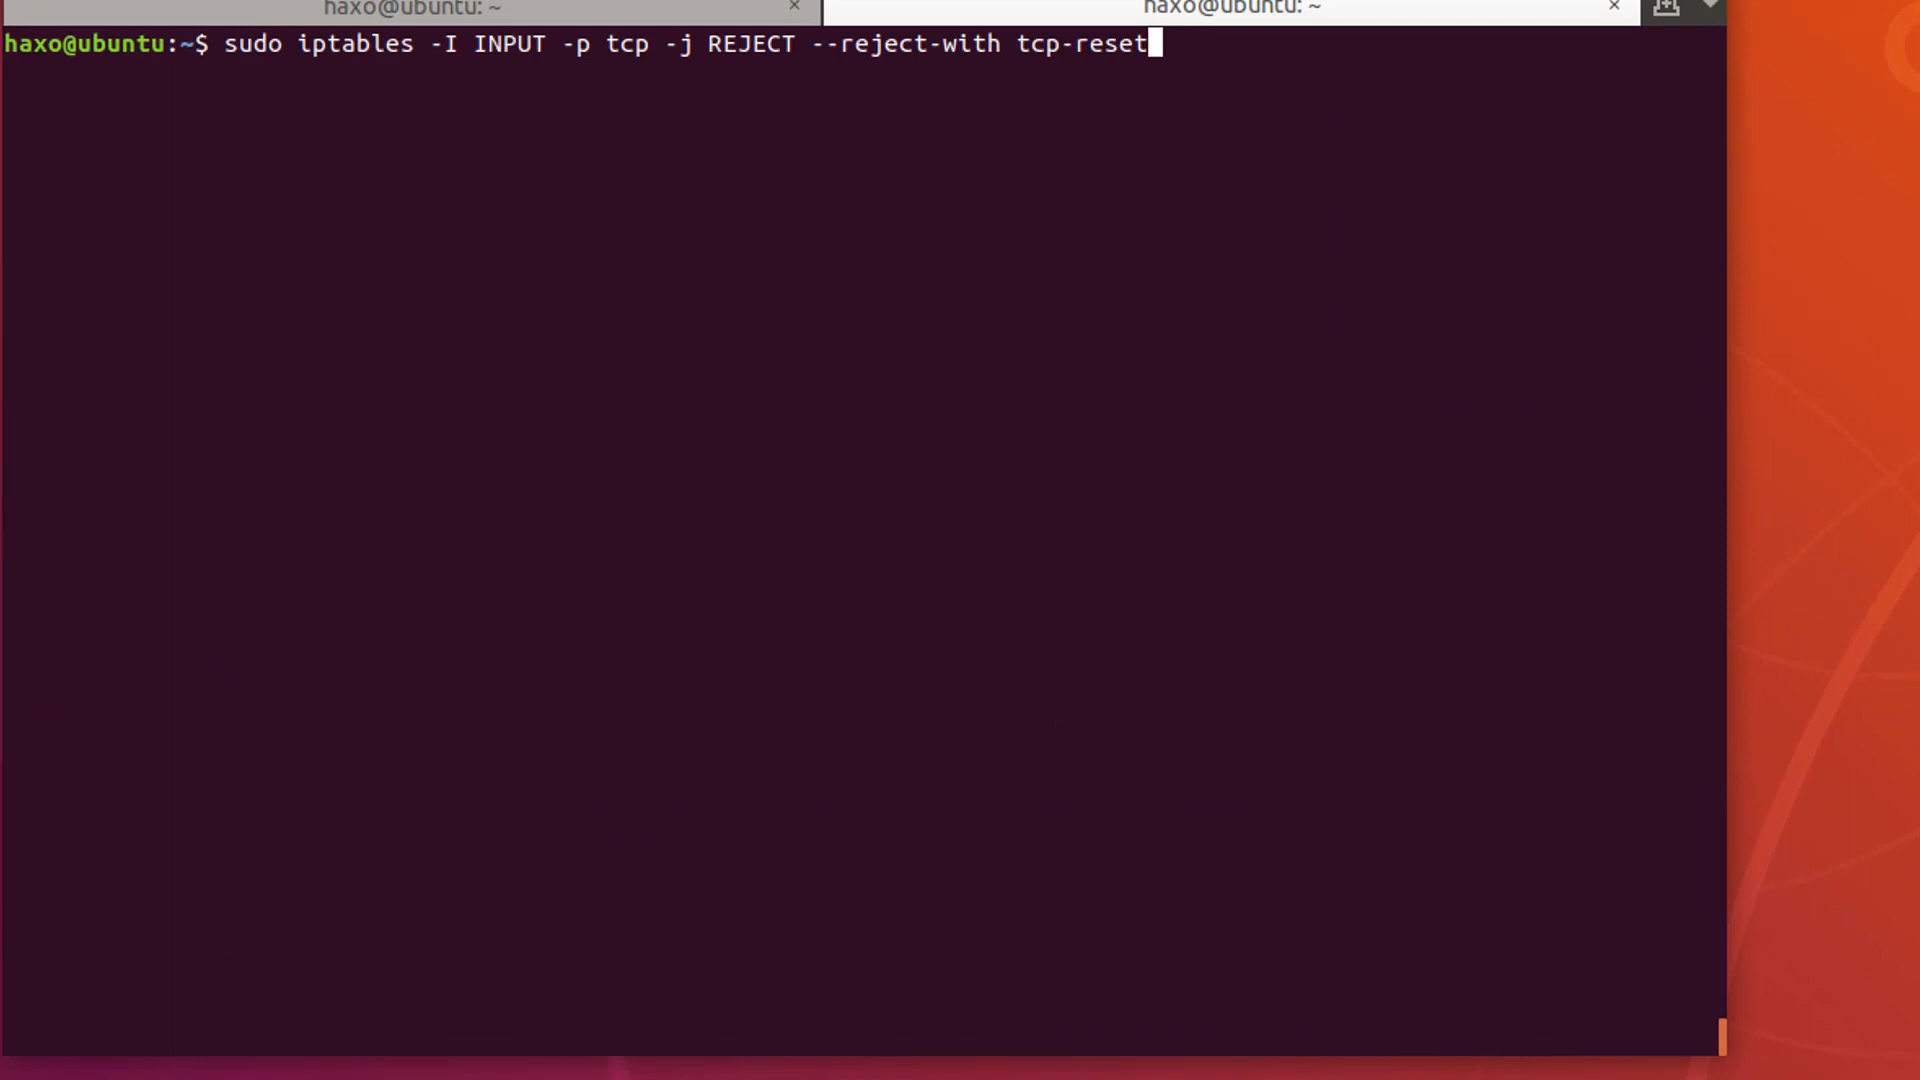 haxo@ubuntu: ~ × haxo@ubuntu: ~ ×
haxo@ubuntu:~$ sudo iptables -I INPUT -p tcp -j REJECT --reject-with tcp-reset